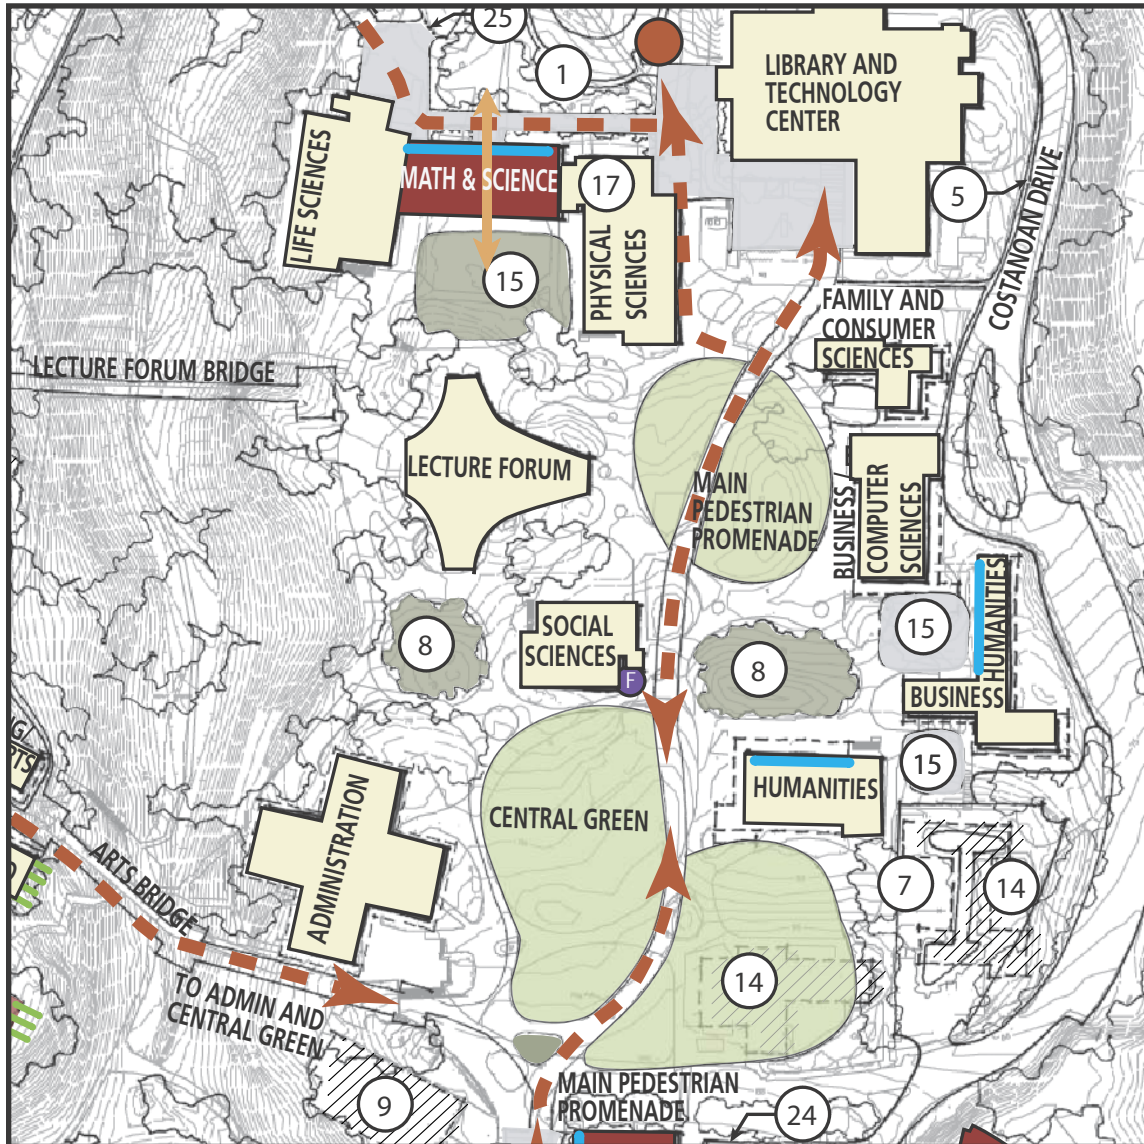 25
1
LIBRARY AND
TECHNOLOGY
CENTER
LIFE SCIENCES
MATH & SCIENCE
17
5
COSTANOAN DRIVE
PHYSICAL
SCIENCES
15
FAMILY AND
CONSUMER
SCIENCES
LECTURE FORUM BRIDGE
LECTURE FORUM
MAIN
PEDESTRIAN
PROMENADE
BUSINESS
COMPUTER
SCIENCES
HUMANITIES
15
8
SOCIAL
SCIENCES
F
8
BUSINESS
15
HUMANITIES
CENTRAL GREEN
ADMINISTRATION
ARTS BRIDGE
7
14
14
TO ADMIN AND
CENTRAL GREEN
9
MAIN PEDESTRIAN
PROMENADE
24